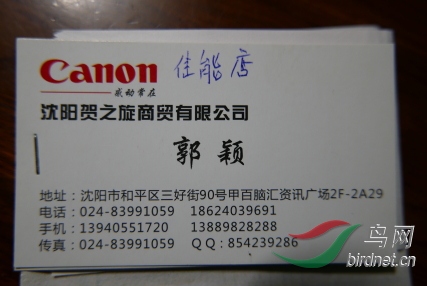 Canon 佳能店
感动常在
沈阳贺之旋商贸有限公司
郭颖
地址：沈阳市和平区三好街90号甲百脑汇资讯广场2F-2A29
电话：024-83991059 18624039691
手机：13940551720 13889828288
传真：024-83991059 QQ：854239286
鸟网
birdnet.cn